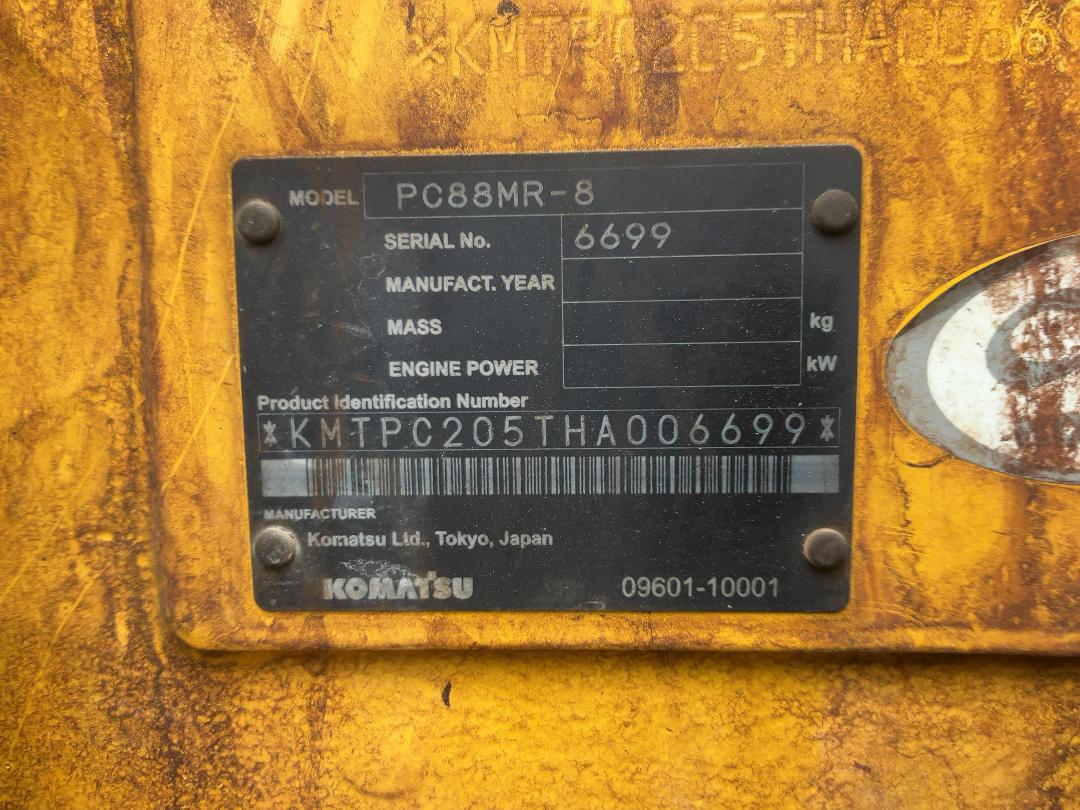 *KMTPC205THA00669
MODEL PC88MR-8
SERIAL No. 6699
MANUFACT. YEAR
MASS kg
ENGINE POWER kW
Product Identification Number
*KMTPC205THA006699*
MANUFACTURER
Komatsu Ltd., Tokyo, Japan
KOMATSU 09601-10001